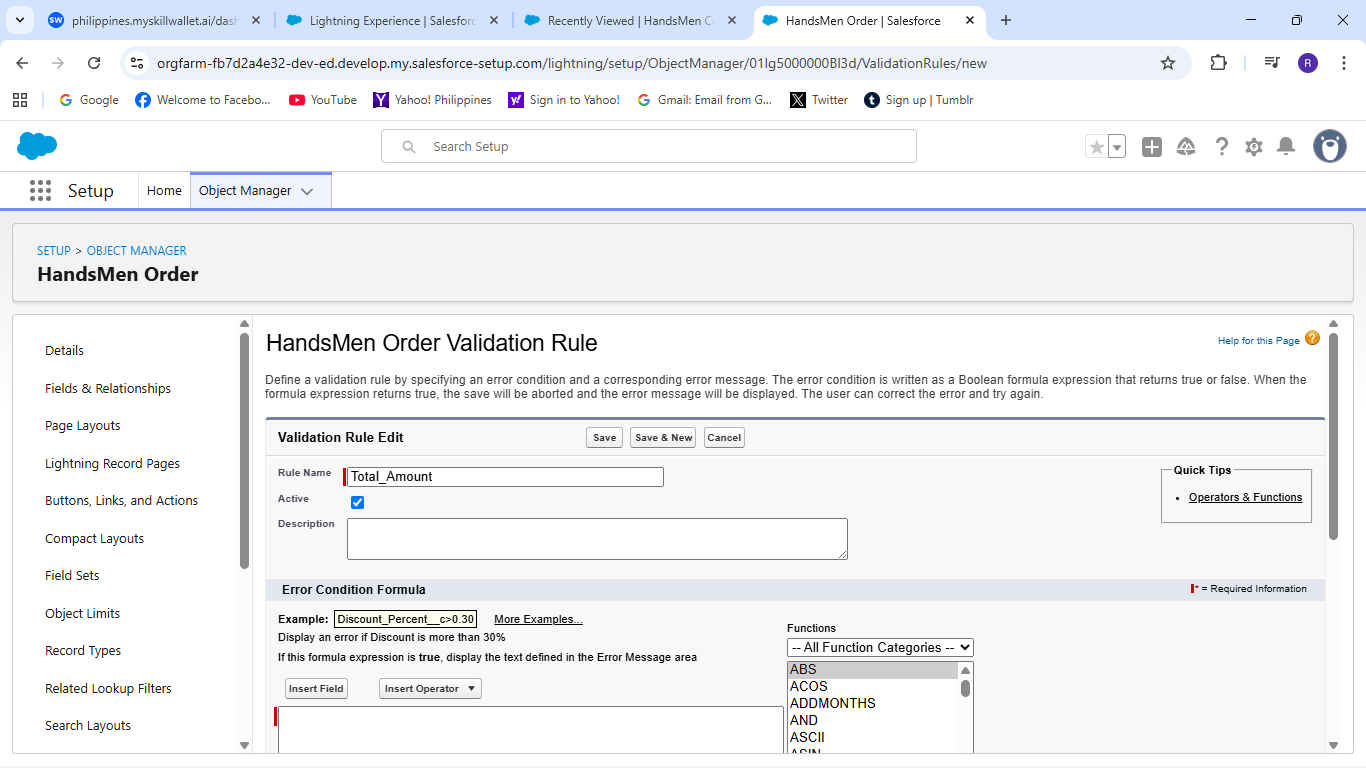 philippines.myskillwallet.ai/dash
Lightning Experience | Salesforc
Recently Viewed | HandsMen C
HandsMen Order | Salesforce
orgfarm-fb7d2a4e32-dev-ed.develop.my.salesforce-setup.com/lightning/setup/ObjectManager/01Ig5000000Bl3d/ValidationRules/new
R
Google
Welcome to Facebo...
YouTube
Yahoo! Philippines
Sign in to Yahoo!
Gmail: Email from G...
Twitter
Sign up | Tumblr
Search Setup
Setup
Home
Object Manager
SETUP > OBJECT MANAGER
HandsMen Order
Details
Fields & Relationships
Page Layouts
Lightning Record Pages
Buttons, Links, and Actions
Compact Layouts
Field Sets
Object Limits
Record Types
Related Lookup Filters
Search Layouts
HandsMen Order Validation Rule
Help for this Page
Define a validation rule by specifying an error condition and a corresponding error message. The error condition is written as a Boolean formula expression that returns true or false. When the
formula expression returns true, the save will be aborted and the error message will be displayed. The user can correct the error and try again.
Validation Rule Edit
Save
Save & New
Cancel
Rule Name
Total_Amount
Active
Description
Quick Tips
• Operators & Functions
Error Condition Formula
* = Required Information
Example: Discount_Percent__c>0.30 More Examples...
Display an error if Discount is more than 30%
If this formula expression is true, display the text defined in the Error Message area
Insert Field
Insert Operator
Functions
-- All Function Categories --
ABS
ACOS
ADDMONTHS
AND
ASCII
ASIN